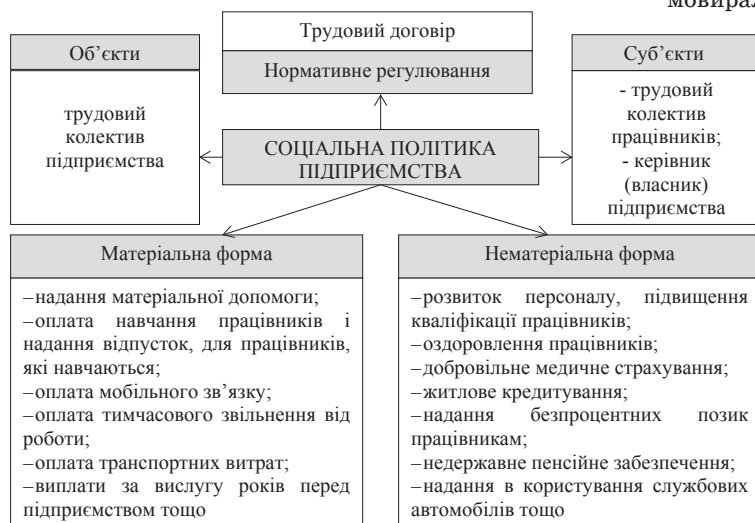 мовирал
Трудовий договір
Нормативне регулювання
Об’єкти
трудовий
колектив
підприємства
Суб’єкти
- трудовий
колектив
працівників;
- керівник
(власник)
підприємства
СОЦІАЛЬНА ПОЛІТИКА
ПІДПРИЄМСТВА
Матеріальна форма
–надання матеріальної допомоги;
–оплата навчання працівників і
надання відпусток, для працівників,
які навчаються;
–оплата мобільного зв’язку;
–оплата тимчасового звільнення від
роботи;
–оплата транспортних витрат;
–виплати за вислугу років перед
підприємством тощо
Нематеріальна форма
–розвиток персоналу, підвищення
кваліфікації працівників;
–оздоровлення працівників;
–добровільне медичне страхування;
–житлове кредитування;
–надання безпроцентних позик
працівникам;
–недержавне пенсійне забезпечення;
–надання в користування службових
автомобілів тощо